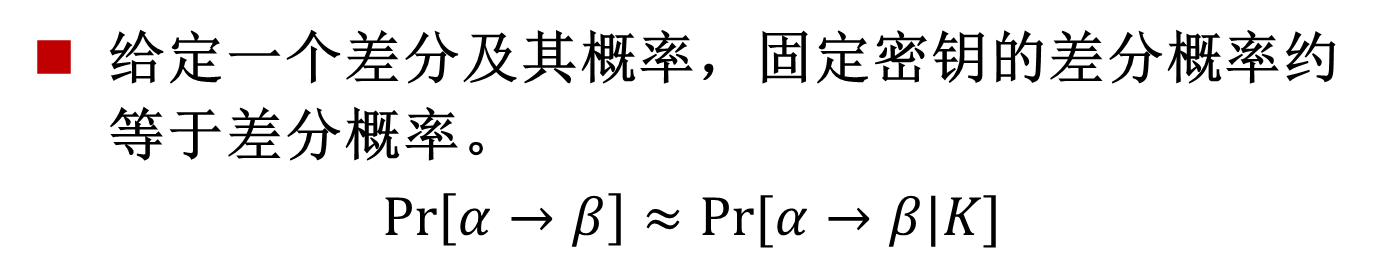 给定一个差分及其概率，固定密钥的差分概率约
等于差分概率。
Pr[α → β] ≈ Pr[α → β|K]